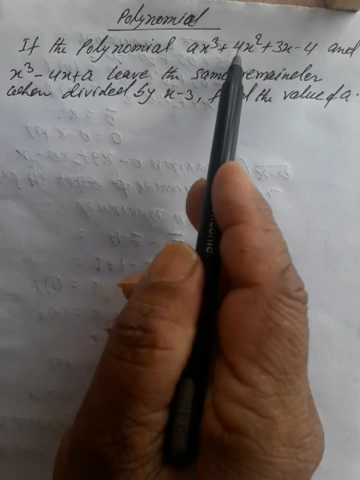 Polynomial
If the Polynomial ax³+4x²+3x-4 and
x³-4x+a leave the same remainder
when divided by x-3, the value of a.